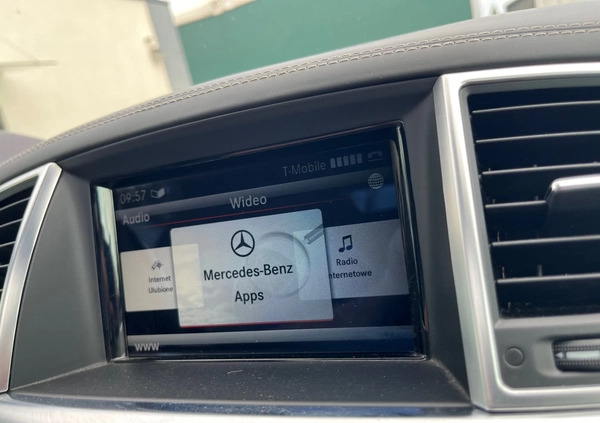 09:57
T-Mobile
Audio
Wideo
Internet
Ulubione
Mercedes-Benz
Apps
Radio
internetowe
WWW